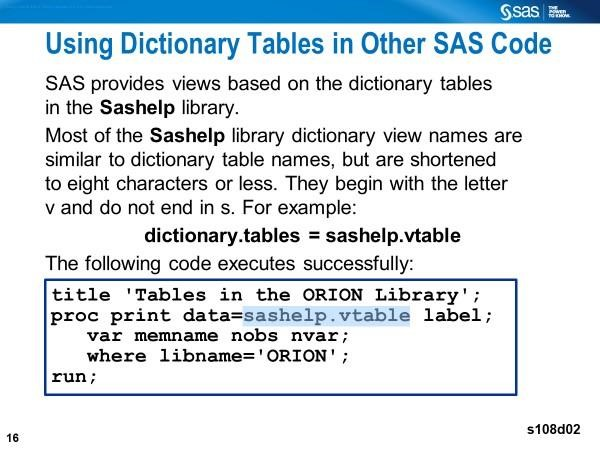 sas THE
POWER
TO KNOW.
Using Dictionary Tables in Other SAS Code
SAS provides views based on the dictionary tables
in the Sashelp library.
Most of the Sashelp library dictionary view names are
similar to dictionary table names, but are shortened
to eight characters or less. They begin with the letter
v and do not end in s. For example:
dictionary.tables = sashelp.vtable
The following code executes successfully:
title 'Tables in the ORION Library';
proc print data=sashelp.vtable label;
var memname nobs nvar;
where libname='ORION';
run;
16
s108d02